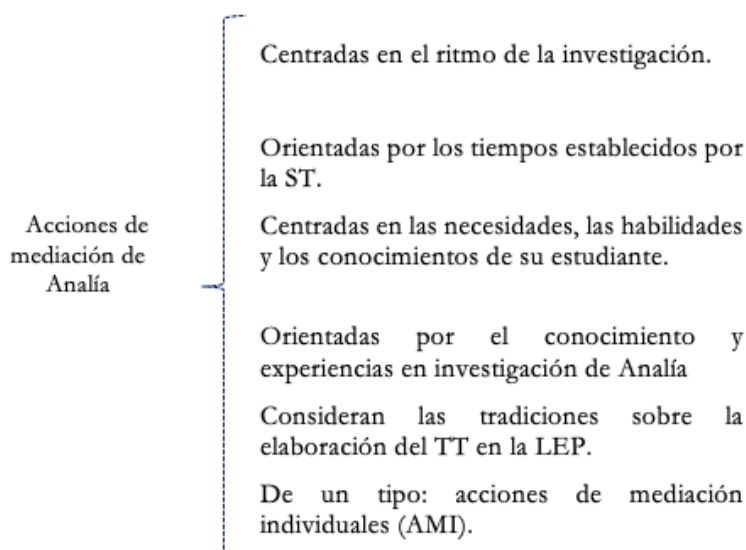 Centradas en el ritmo de la investigación.
Orientadas por los tiempos establecidos por
la ST.
Acciones de
mediación de
Analía
Centradas en las necesidades, las habilidades
y los conocimientos de su estudiante.
Orientadas por el conocimiento y
experiencias en investigación de Analía
Consideran las tradiciones sobre la
elaboración del TT en la LEP.
De un tipo: acciones de mediación
individuales (AMI).